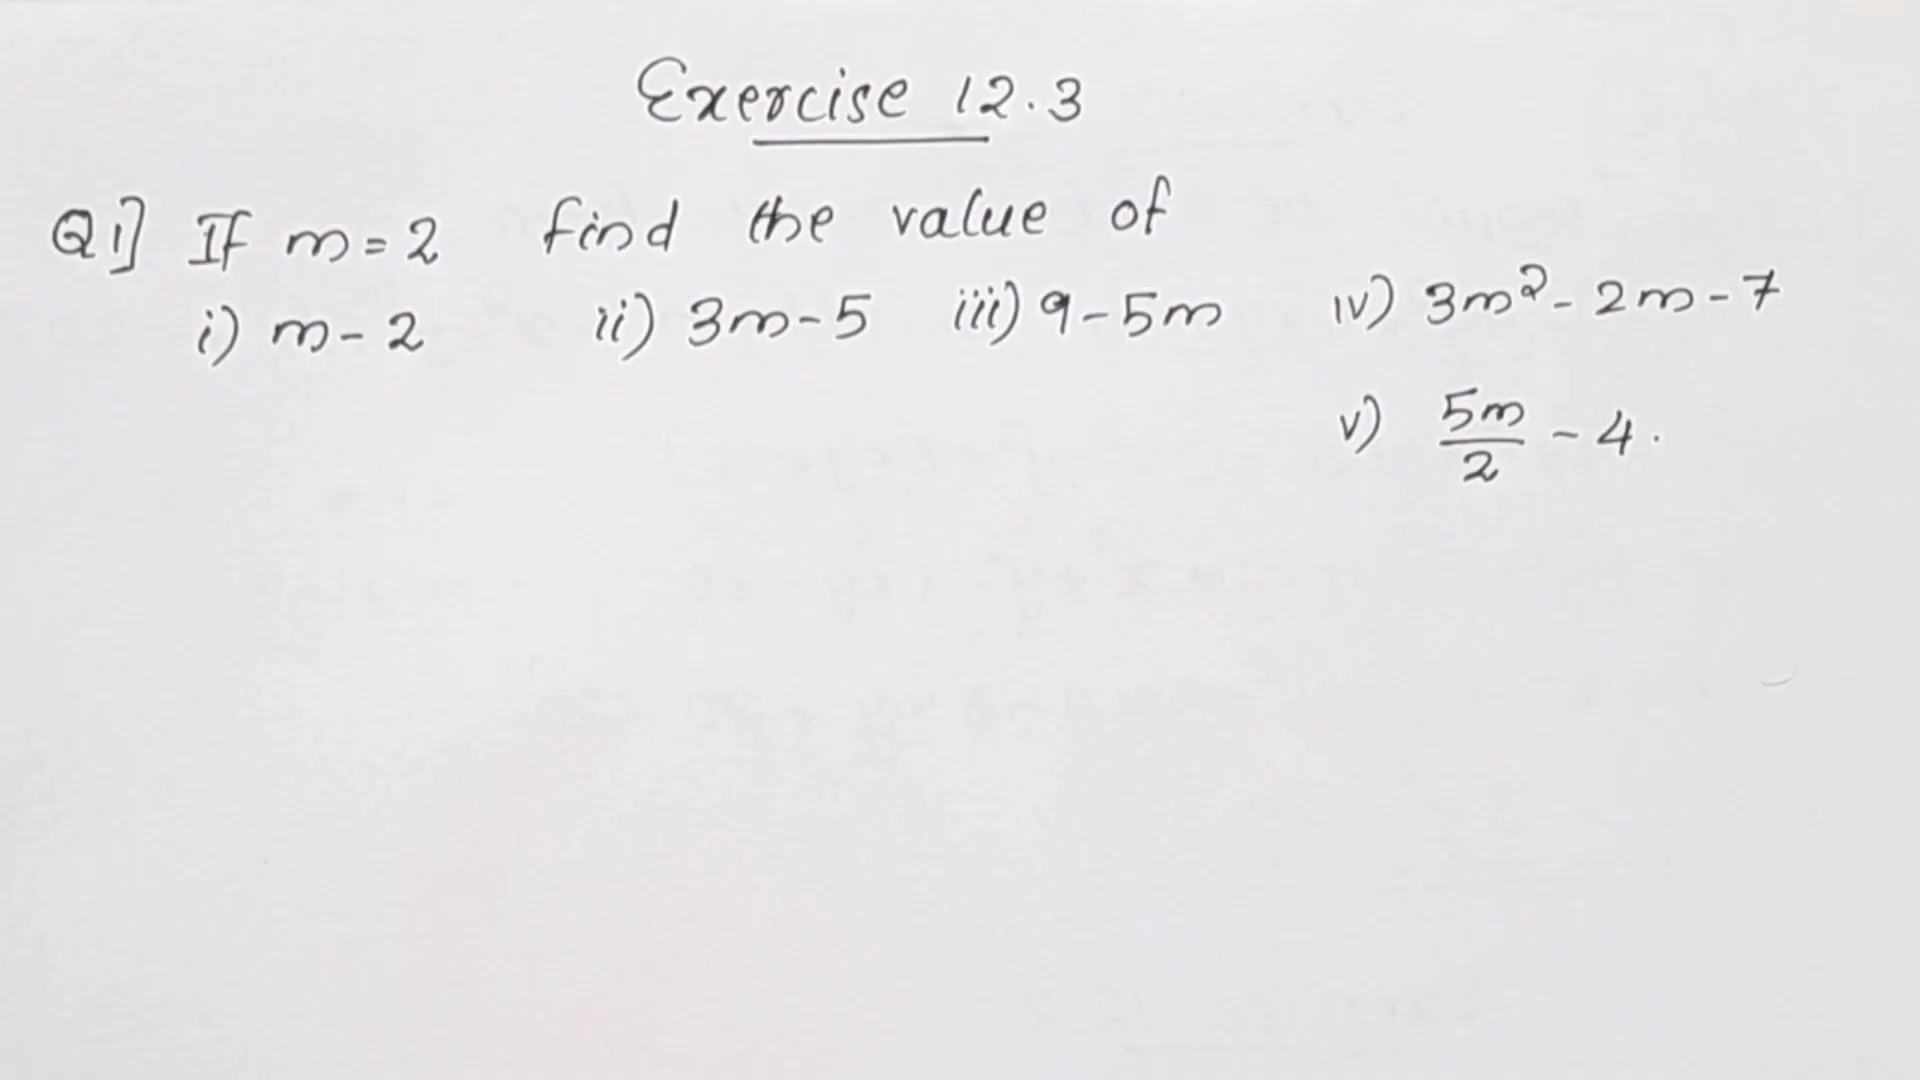 Exercise 12.3
Q1] If m = 2 find the value of
i) m - 2 ii) 3m - 5 iii) 9 - 5m iv) 3m² - 2m - 7
v) 5m/2 - 4.